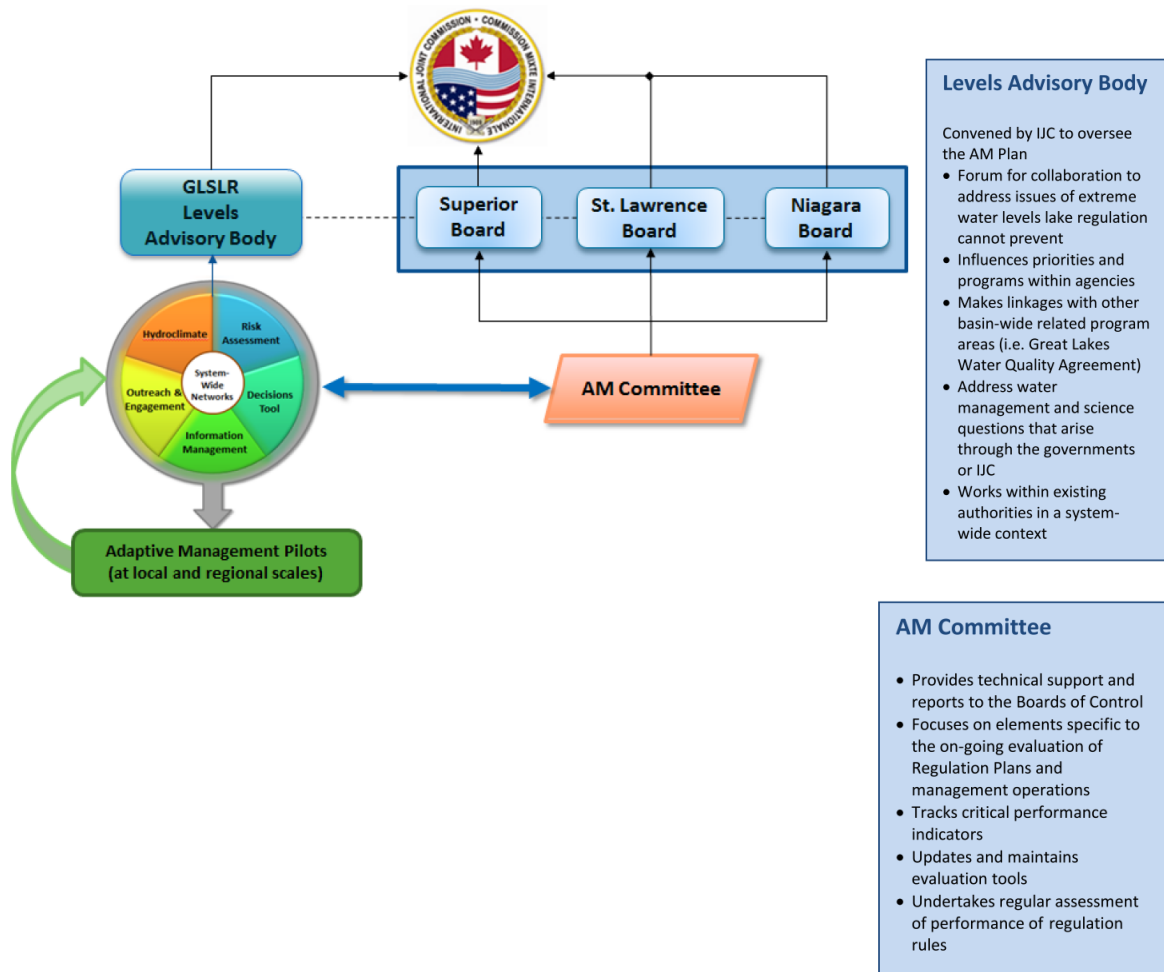 INTERNATIONAL JOINT COMMISSION • COMMISSION MIXTE INTERNATIONALE
GLSLR
Levels
Advisory Body
Superior
Board
St. Lawrence
Board
Niagara
Board
Hydroclimate
Risk
Assessment
System-
Wide
Networks
Outreach &
Engagement
Decisions
Tool
Information
Management
AM Committee
Adaptive Management Pilots
(at local and regional scales)
Levels Advisory Body
Convened by IJC to oversee
the AM Plan
• Forum for collaboration to
address issues of extreme
water levels lake regulation
cannot prevent
• Influences priorities and
programs within agencies
• Makes linkages with other
basin-wide related program
areas (i.e. Great Lakes
Water Quality Agreement)
• Address water
management and science
questions that arise
through the governments
or IJC
• Works within existing
authorities in a system-
wide context
AM Committee
• Provides technical support and
reports to the Boards of Control
• Focuses on elements specific to
the on-going evaluation of
Regulation Plans and
management operations
• Tracks critical performance
indicators
• Updates and maintains
evaluation tools
• Undertakes regular assessment
of performance of regulation
rules